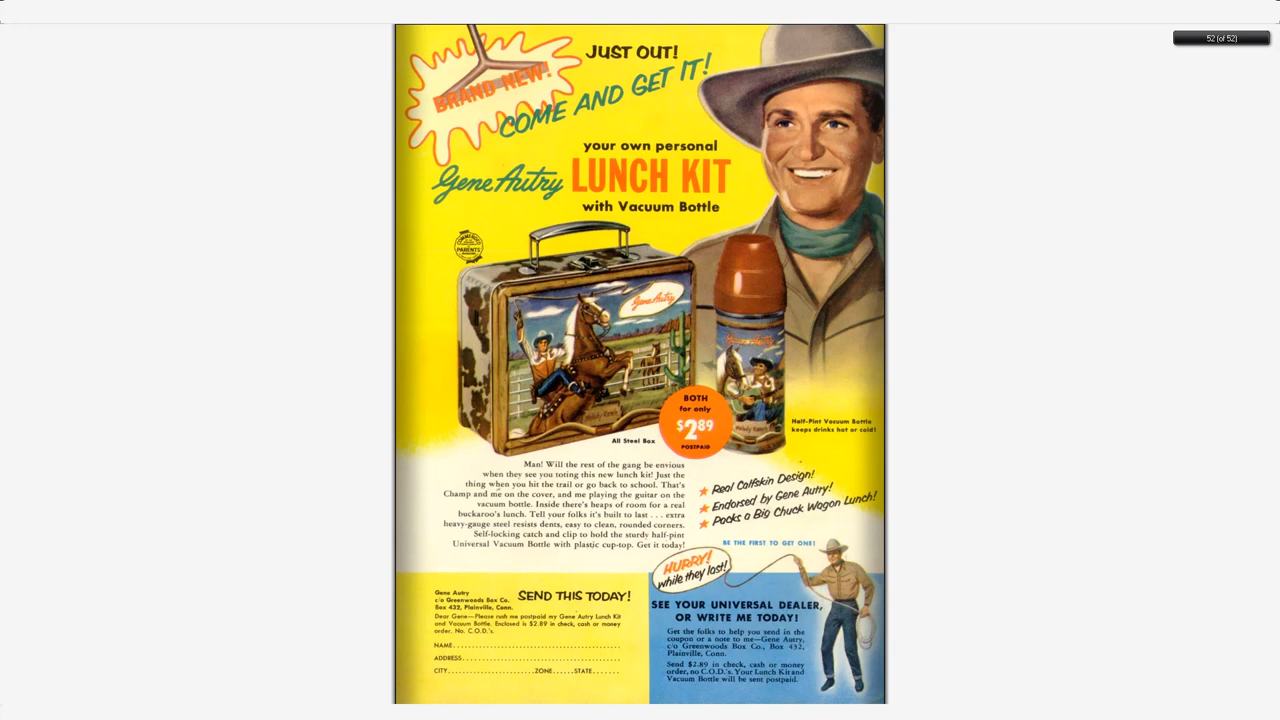 52 (of 52)
BRAND NEW!
JUST OUT!
COME AND GET IT!
your own personal
Gene Autry LUNCH KIT
with Vacuum Bottle
COMMENDED
PARENTS
Gene Autry
Gene Autry
Melody Ranch
Melody Ranch
BOTH
for only
$2.89
POSTPAID
All Steel Box
Half-Pint Vacuum Bottle
keeps drinks hot or cold!
Man! Will the rest of the gang be envious
when they see you toting this new lunch kit! Just the
thing when you hit the trail or go back to school. That's
Champ and me on the cover, and me playing the guitar on the
vacuum bottle. Inside there's heaps of room for a real
buckaroo's lunch. Tell your folks it's built to last . . . extra
heavy-gauge steel resists dents, easy to clean, rounded corners.
Self-locking catch and clip to hold the sturdy half-pint
Universal Vacuum Bottle with plastic cup-top. Get it today!
★ Real Calfskin Design!
★ Endorsed by Gene Autry!
★ Packs a Big Chuck Wagon Lunch!
BE THE FIRST TO GET ONE!
HURRY!
while they last!
Gene Autry
c/o Greenwoods Box Co.
Box 432, Plainville, Conn.
SEND THIS TODAY!
Dear Gene—Please rush me postpaid my Gene Autry Lunch Kit
and Vacuum Bottle. Enclosed is $2.89 in check, cash or money
order. No. C.O.D.'s.
NAME
ADDRESS
CITY ZONE STATE
SEE YOUR UNIVERSAL DEALER,
OR WRITE ME TODAY!
Get the folks to help you send in the
coupon or a note to me—Gene Autry,
c/o Greenwoods Box Co., Box 432,
Plainville, Conn.
Send $2.89 in check, cash or money
order, no C.O.D.'s. Your Lunch Kit and
Vacuum Bottle will be sent postpaid.